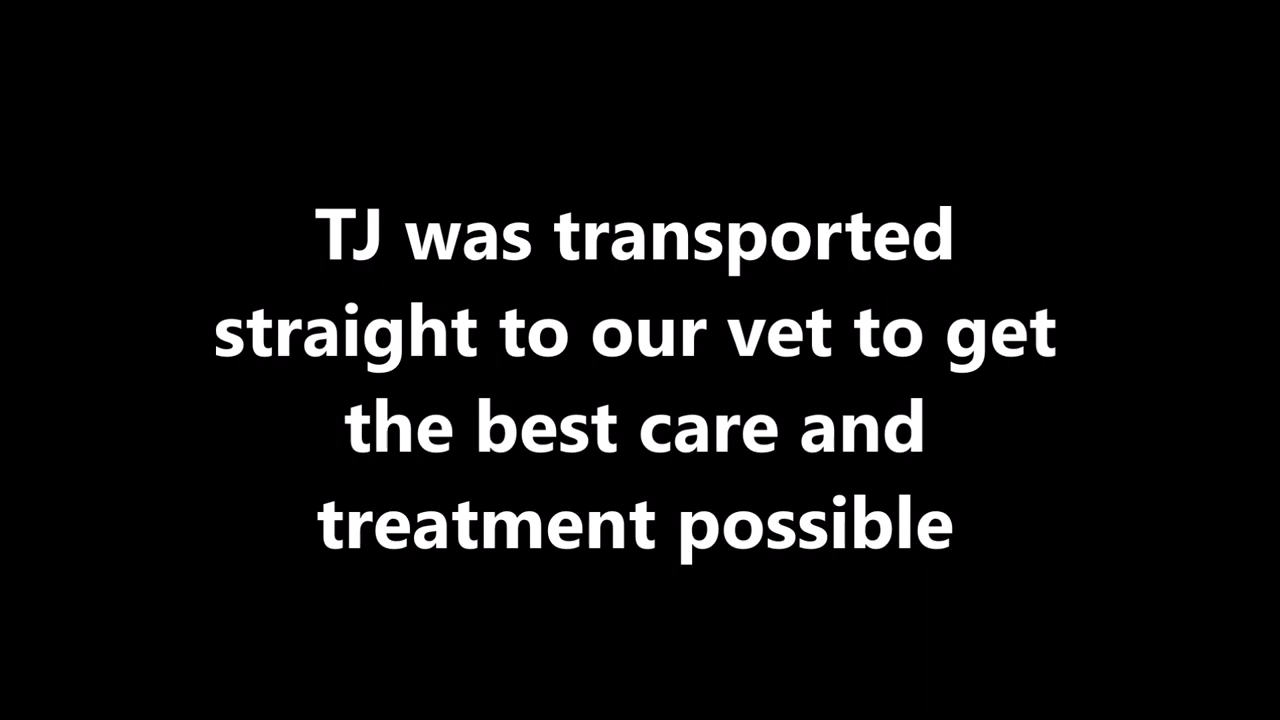 TJ was transported
straight to our vet to get
the best care and
treatment possible